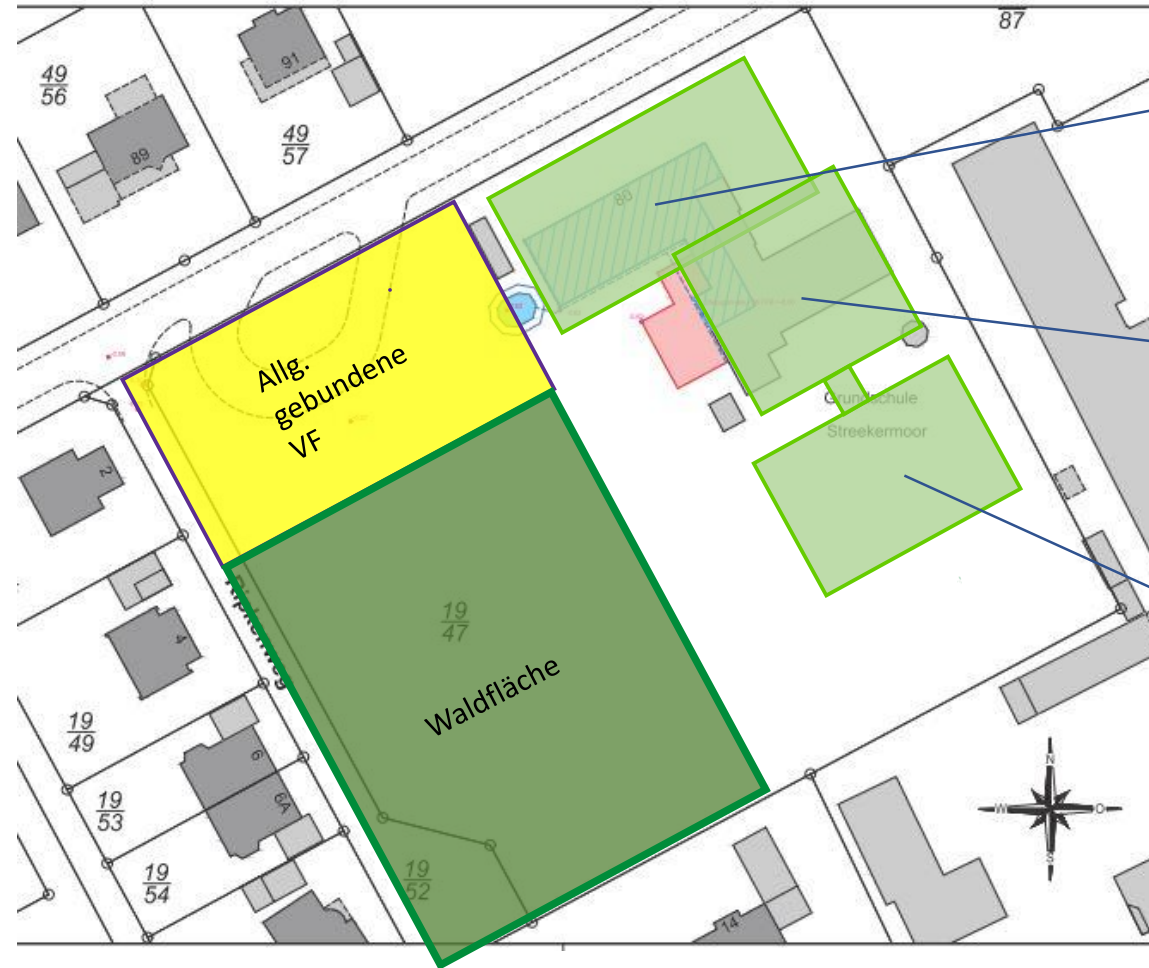 87
49
56
91
89
49
57
80
Allg.
gebundene
VF
Grundschule
Streekermoor
2
4
19
47
Waldfläche
19
49
6
6A
19
53
19
54
19
52
14
N
W
O
S